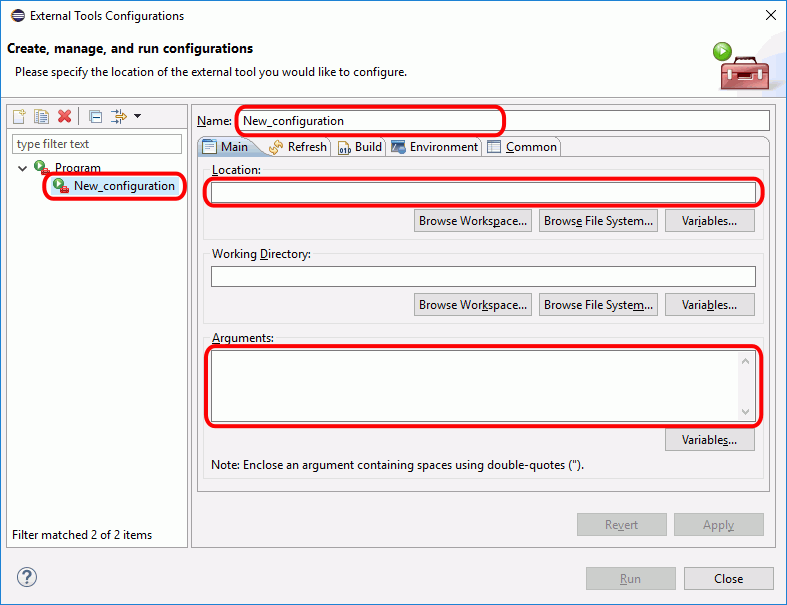 External Tools Configurations
Create, manage, and run configurations
Please specify the location of the external tool you would like to configure.
type filter text
Program
New_configuration
Filter matched 2 of 2 items
Name: New_configuration
Main Refresh Build Environment Common
Location:
Browse Workspace... Browse File System... Variables...
Working Directory:
Browse Workspace... Browse File System... Variables...
Arguments:
Variables...
Note: Enclose an argument containing spaces using double-quotes (").
Revert Apply
Run Close